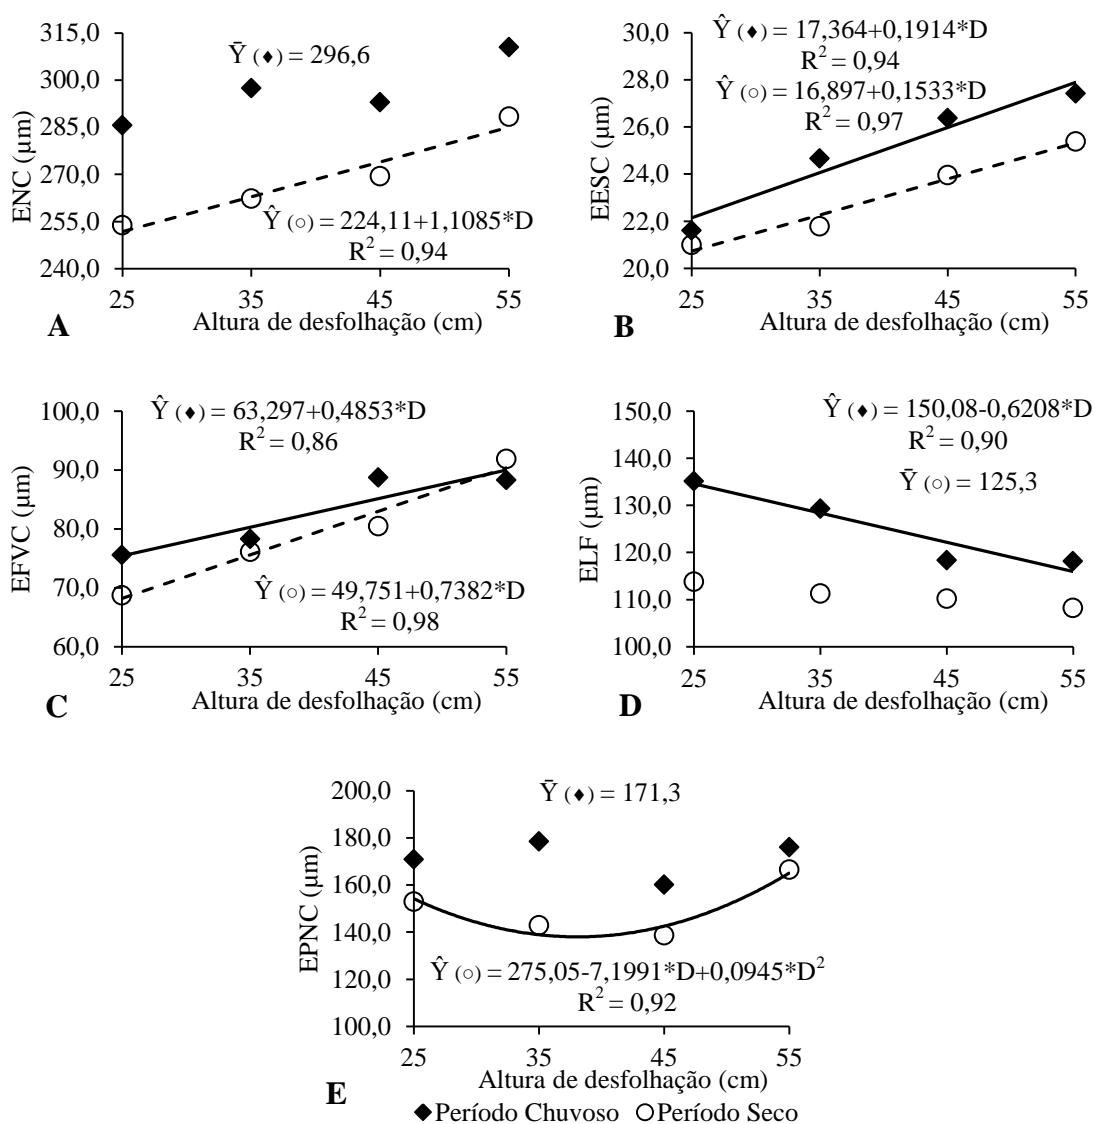 315,0
300,0
285,0
270,0
255,0
240,0
ENC (µm)
Ȳ (♦) = 296,6
Ŷ (○) = 224,11+1,1085*D
R² = 0,94
25 35 45 55
Altura de desfolhação (cm)
A
30,0
28,0
26,0
24,0
22,0
20,0
EESC (µm)
Ŷ (♦) = 17,364+0,1914*D
R² = 0,94
Ŷ (○) = 16,897+0,1533*D
R² = 0,97
25 35 45 55
Altura de desfolhação (cm)
B
100,0
90,0
80,0
70,0
60,0
EFVC (µm)
Ŷ (♦) = 63,297+0,4853*D
R² = 0,86
Ŷ (○) = 49,751+0,7382*D
R² = 0,98
25 35 45 55
Altura de desfolhação (cm)
C
150,0
140,0
130,0
120,0
110,0
100,0
ELF (µm)
Ŷ (♦) = 150,08-0,6208*D
R² = 0,90
Ȳ (○) = 125,3
25 35 45 55
Altura de desfolhação (cm)
D
200,0
180,0
160,0
140,0
120,0
100,0
EPNC (µm)
Ȳ (♦) = 171,3
Ŷ (○) = 275,05-7,1991*D+0,0945*D²
R² = 0,92
25 35 45 55
Altura de desfolhação (cm)
E
♦Período Chuvoso ○Período Seco